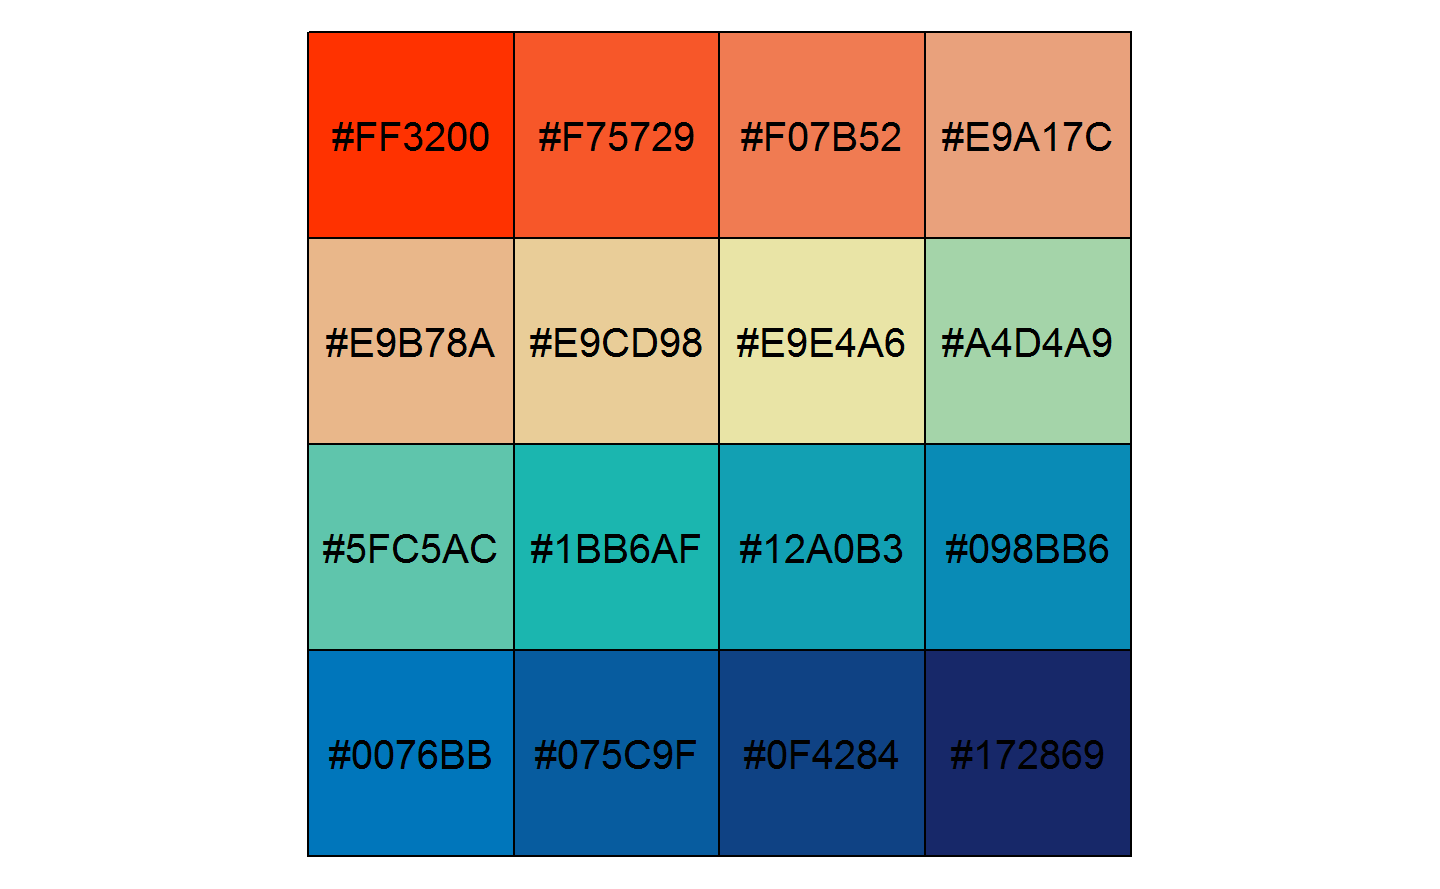 #FF3200 #F75729 #F07B52 #E9A17C
#E9B78A #E9CD98 #E9E4A6 #A4D4A9
#5FC5AC #1BB6AF #12A0B3 #098BB6
#0076BB #075C9F #0F4284 #172869